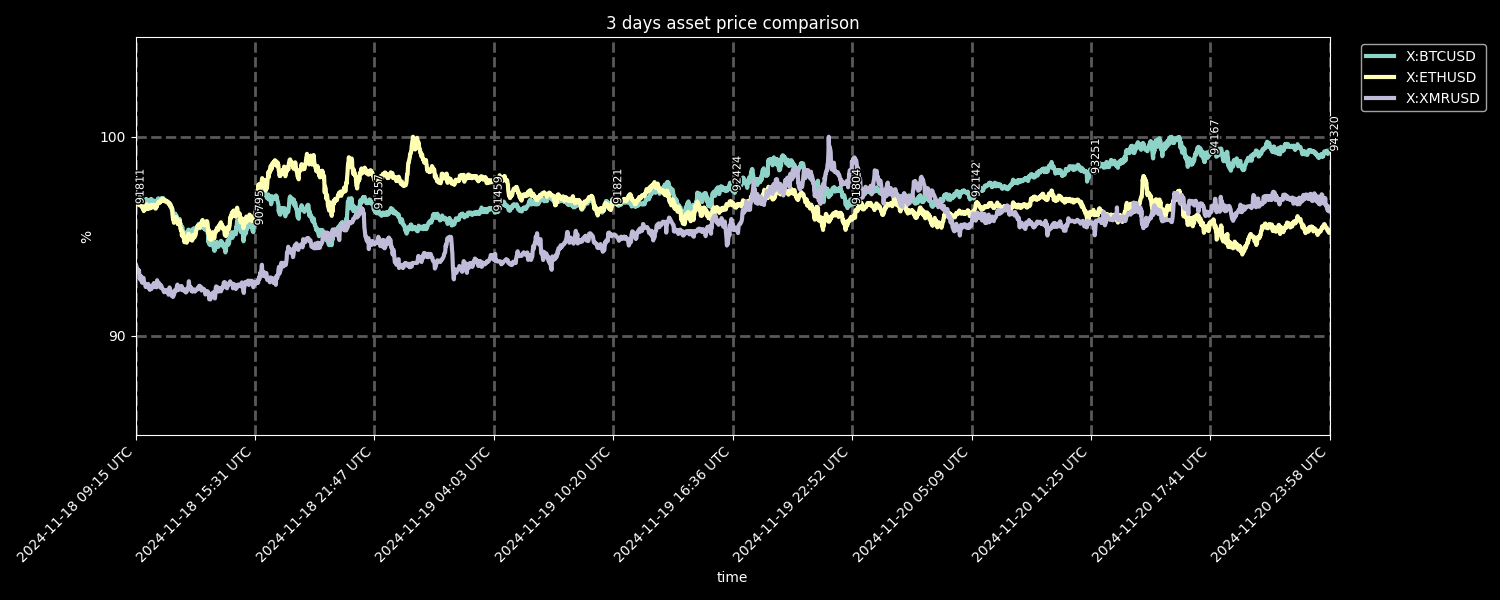 3 days asset price comparison
X:BTCUSD
X:ETHUSD
X:XMRUSD
100
90
%
91811
90795
91557
91459
91821
92424
91804
92142
93251
94167
94320
2024-11-18 09:15 UTC
2024-11-18 15:31 UTC
2024-11-18 21:47 UTC
2024-11-19 04:03 UTC
2024-11-19 10:20 UTC
2024-11-19 16:36 UTC
2024-11-19 22:52 UTC
2024-11-20 05:09 UTC
2024-11-20 11:25 UTC
2024-11-20 17:41 UTC
2024-11-20 23:58 UTC
time